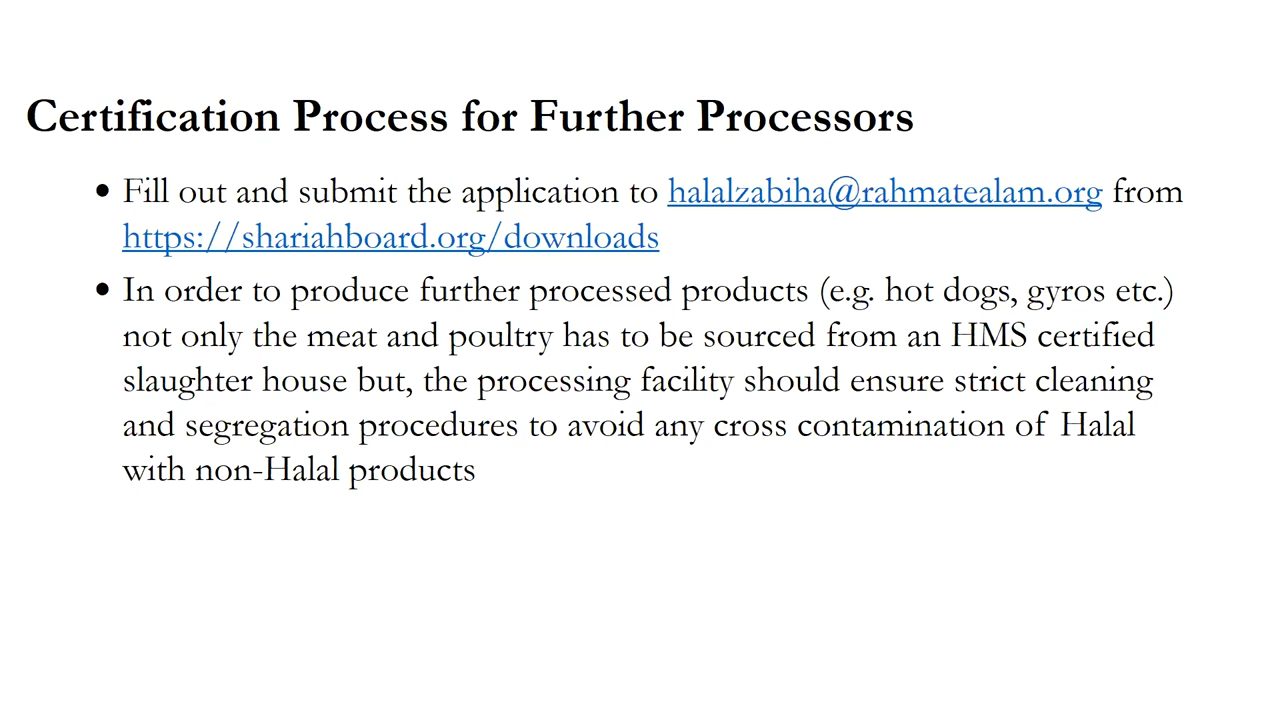 Certification Process for Further Processors
• Fill out and submit the application to halalzabiha@rahmatealam.org from
https://shariahboard.org/downloads
• In order to produce further processed products (e.g. hot dogs, gyros etc.)
not only the meat and poultry has to be sourced from an HMS certified
slaughter house but, the processing facility should ensure strict cleaning
and segregation procedures to avoid any cross contamination of Halal
with non-Halal products